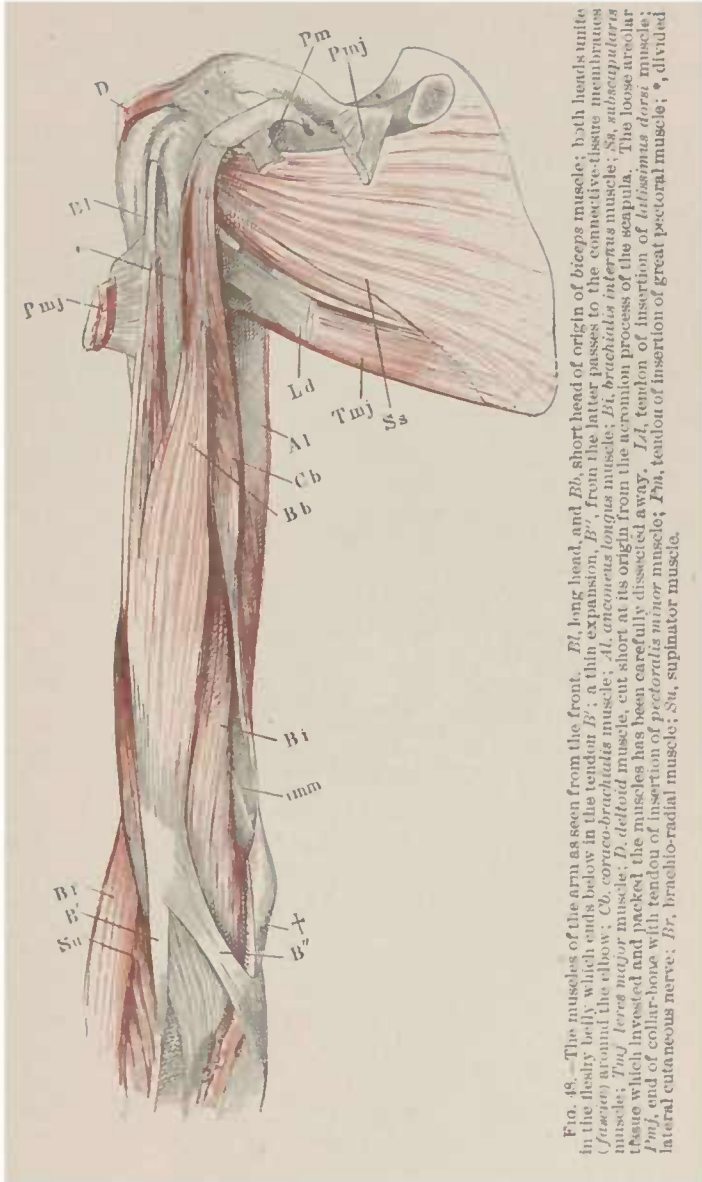 Pm
Pmj
D
Bl
*
Pmj
Ld
Tmj
Ss
Al
Cb
Bb
Bi
imm
Br
B'
Su
+
B"
FIG. 48.—The muscles of the arm as seen from the front. Bl, long head, and Bb, short head of origin of biceps muscle; both heads unite
in the fleshy belly which ends below in the tendon B'; a thin expansion, B'', from the latter passes to the connective-tissue membranes
(fasciæ) around the elbow; Cb, coraco-brachialis muscle; Al, anconeus longus muscle; Bi, brachialis internus muscle; Ss, subscapularis
muscle; Tmj teres major muscle; D, deltoid muscle, cut short at its origin from the acromion process of the scapula. The loose areolar
tissue which invested and packed the muscles has been carefully dissected away. Ld, tendon of insertion of latissimus dorsi muscle;
Pmj, end of collar-bone with tendou of insertion of pectoralis minor muscle; Pm, tendou of insertion of great pectoral muscle; *, divided
lateral cutaneous nerve; Br, brachio-radial muscle; Su, supinator muscle.